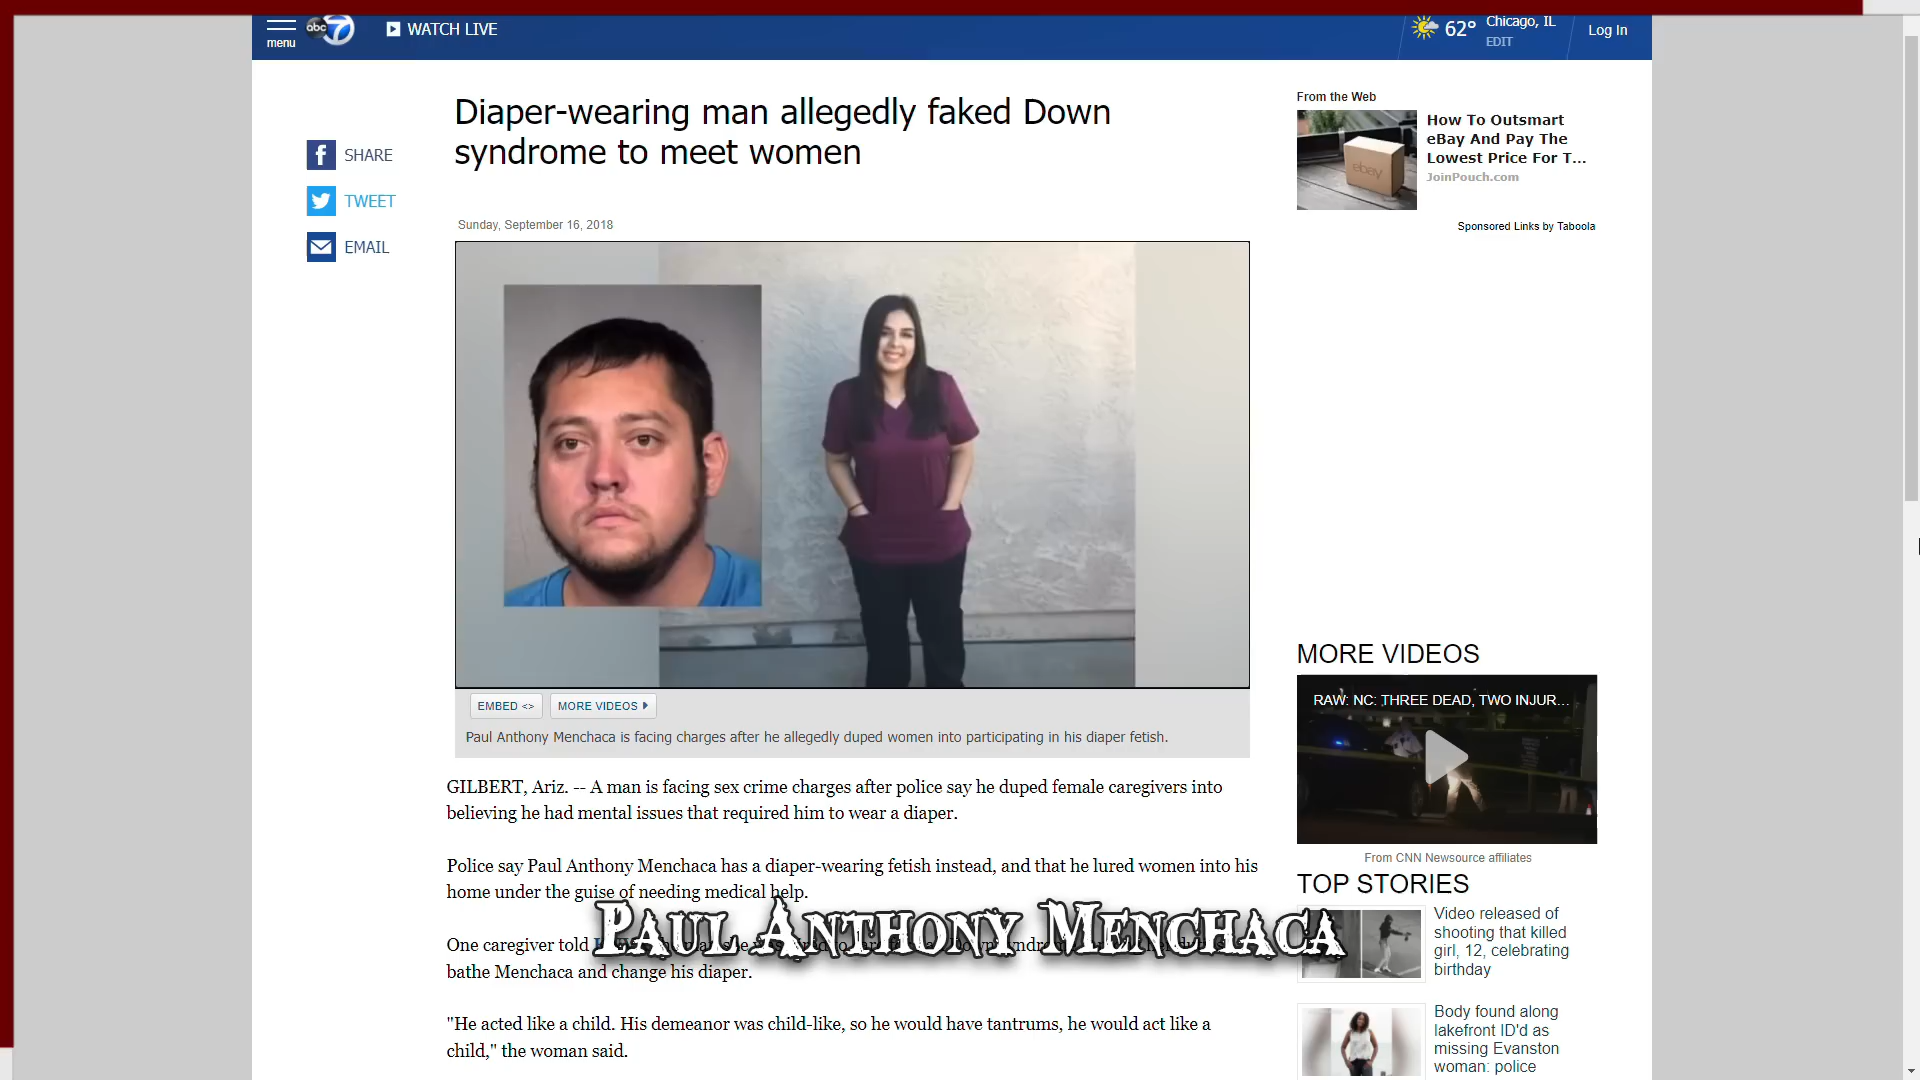 menu
abc 7
WATCH LIVE
62°
Chicago, IL
EDIT
Log In
Diaper-wearing man allegedly faked Down
syndrome to meet women
SHARE
TWEET
EMAIL
Sunday, September 16, 2018
EMBED <>
MORE VIDEOS
Paul Anthony Menchaca is facing charges after he allegedly duped women into participating in his diaper fetish.
GILBERT, Ariz. -- A man is facing sex crime charges after police say he duped female caregivers into
believing he had mental issues that required him to wear a diaper.
Police say Paul Anthony Menchaca has a diaper-wearing fetish instead, and that he lured women into his
home under the guise of needing medical help.
One caregiver told
bathe Menchaca and change his diaper.
"He acted like a child. His demeanor was child-like, so he would have tantrums, he would act like a
child," the woman said.
Paul Anthony Menchaca
From the Web
How To Outsmart
eBay And Pay The
Lowest Price For T...
JoinPouch.com
ebay
Sponsored Links by Taboola
MORE VIDEOS
RAW: NC: THREE DEAD, TWO INJUR...
From CNN Newsource affiliates
TOP STORIES
Video released of
shooting that killed
girl, 12, celebrating
birthday
Body found along
lakefront ID'd as
missing Evanston
woman: police